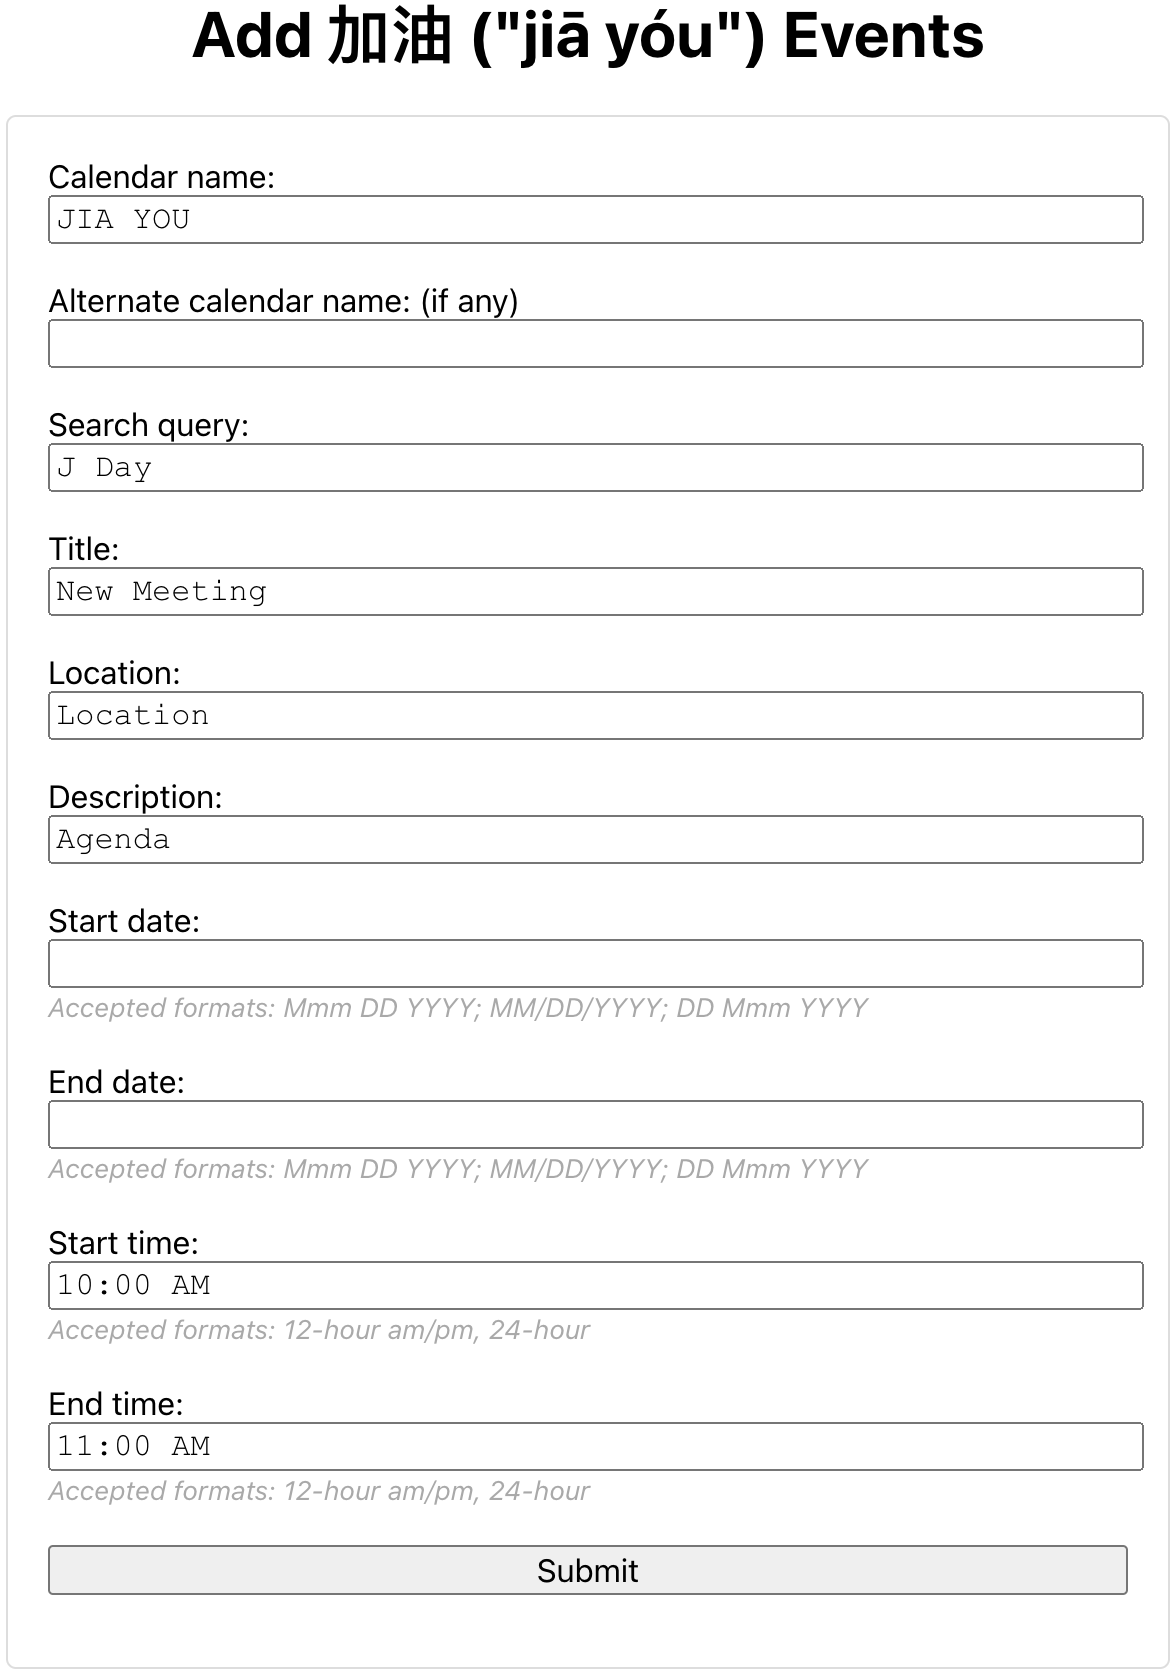 Add 加油 ("jiā yóu") Events
Calendar name:
JIA YOU
Alternate calendar name: (if any)
Search query:
J Day
Title:
New Meeting
Location:
Location
Description:
Agenda
Start date:
Accepted formats: Mmm DD YYYY; MM/DD/YYYY; DD Mmm YYYY
End date:
Accepted formats: Mmm DD YYYY; MM/DD/YYYY; DD Mmm YYYY
Start time:
10:00 AM
Accepted formats: 12-hour am/pm, 24-hour
End time:
11:00 AM
Accepted formats: 12-hour am/pm, 24-hour
Submit